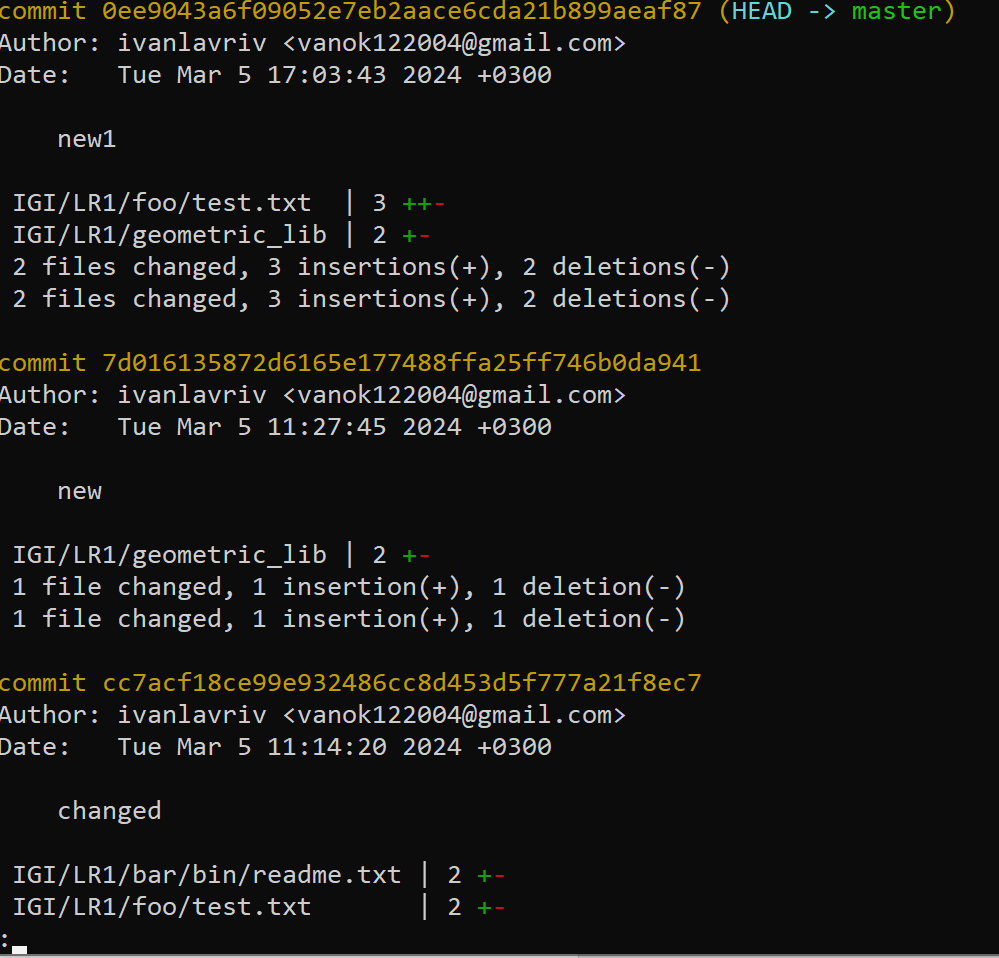 commit 0ee9043a6f09052e7eb2aace6cda21b899aeaf87 (HEAD -> master)
Author: ivanlavriv <vanok122004@gmail.com>
Date:   Tue Mar 5 17:03:43 2024 +0300

    new1

 IGI/LR1/foo/test.txt  | 3 ++-
 IGI/LR1/geometric_lib | 2 +-
 2 files changed, 3 insertions(+), 2 deletions(-)
 2 files changed, 3 insertions(+), 2 deletions(-)

commit 7d016135872d6165e177488ffa25ff746b0da941
Author: ivanlavriv <vanok122004@gmail.com>
Date:   Tue Mar 5 11:27:45 2024 +0300

    new

 IGI/LR1/geometric_lib | 2 +-
 1 file changed, 1 insertion(+), 1 deletion(-)
 1 file changed, 1 insertion(+), 1 deletion(-)

commit cc7acf18ce99e932486cc8d453d5f777a21f8ec7
Author: ivanlavriv <vanok122004@gmail.com>
Date:   Tue Mar 5 11:14:20 2024 +0300

    changed

 IGI/LR1/bar/bin/readme.txt | 2 +-
 IGI/LR1/foo/test.txt       | 2 +-
: